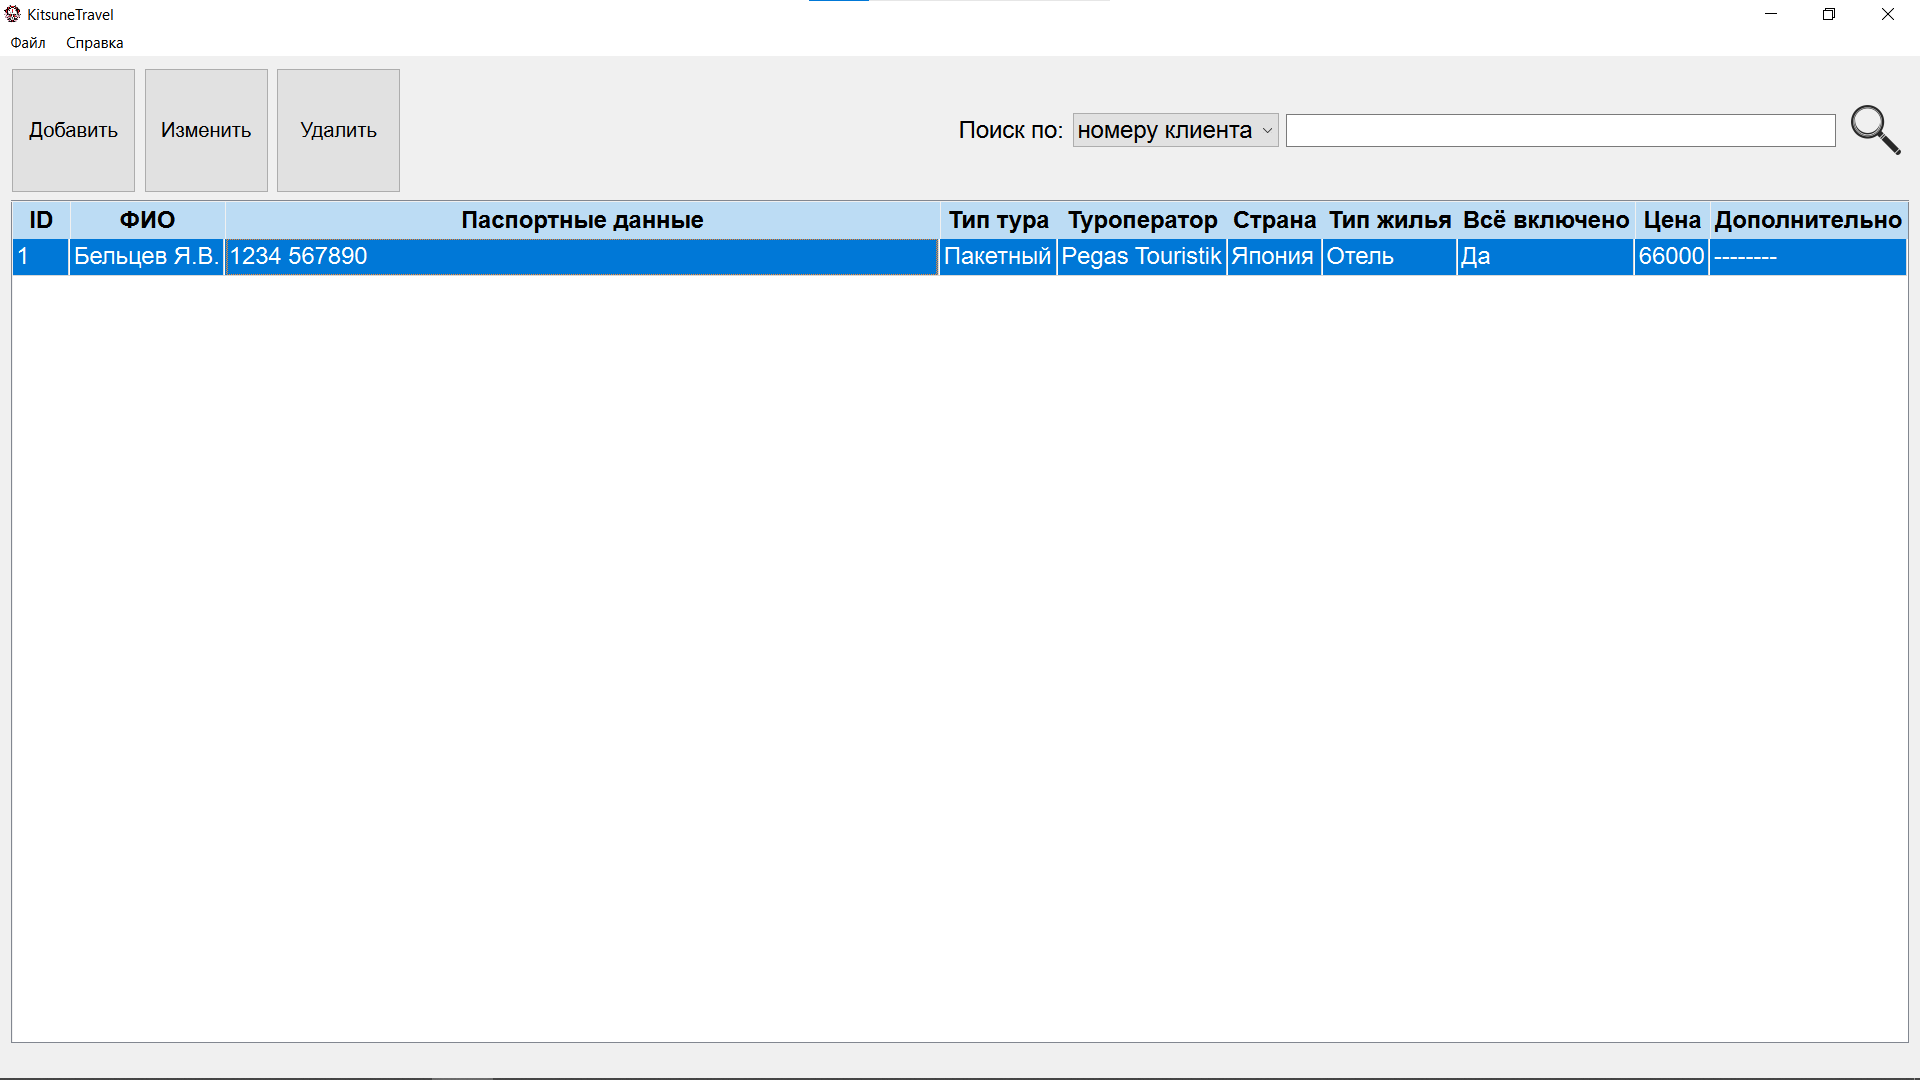 KitsuneTravel
Файл Справка
Добавить Изменить Удалить Поиск по: номеру клиента
ID ФИО Паспортные данные Тип тура Туроператор Страна Тип жилья Всё включено Цена Дополнительно
1 Бельцев Я.В. 1234 567890 Пакетный Pegas Touristik Япония Отель Да 66000 --------